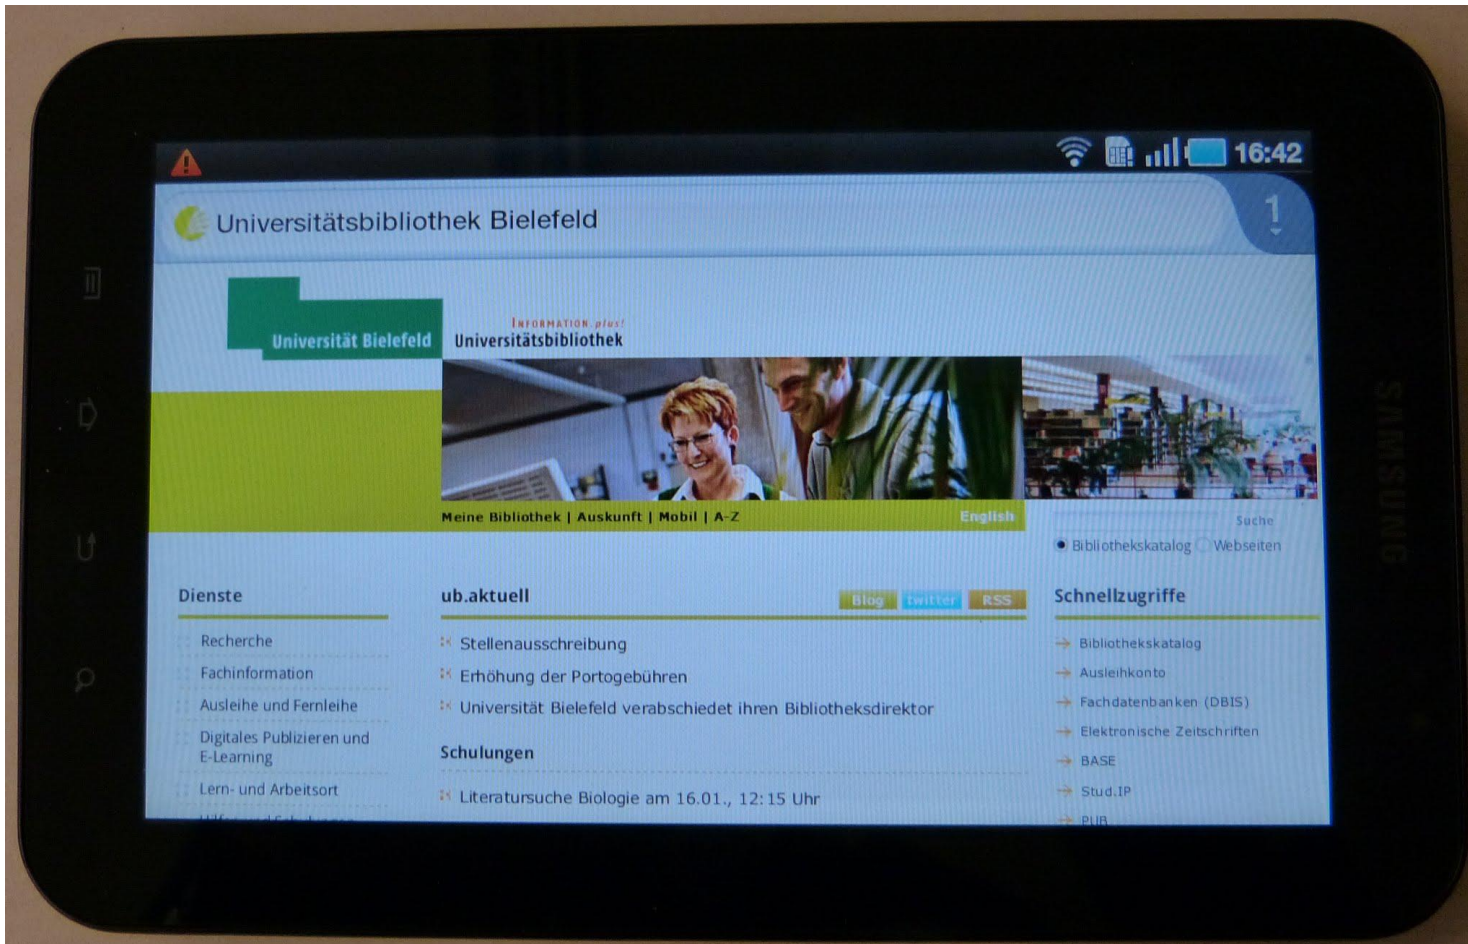 16:42
Universitätsbibliothek Bielefeld
1
INFORMATION.plus!
Universität Bielefeld
Universitätsbibliothek
SAMSUNG
Meine Bibliothek | Auskunft | Mobil | A-Z
English
Suche
Bibliothekskatalog Webseiten
Dienste
Recherche
Fachinformation
Ausleihe und Fernleihe
Digitales Publizieren und
E-Learning
Lern- und Arbeitsort
ub.aktuell
Blog
twitter
RSS
Stellenausschreibung
Erhöhung der Portogebühren
Universität Bielefeld verabschiedet ihren Bibliotheksdirektor
Schulungen
Literatursuche Biologie am 16.01., 12:15 Uhr
Schnellzugriffe
Bibliothekskatalog
Ausleihkonto
Fachdatenbanken (DBIS)
Elektronische Zeitschriften
BASE
Stud.IP
PUB